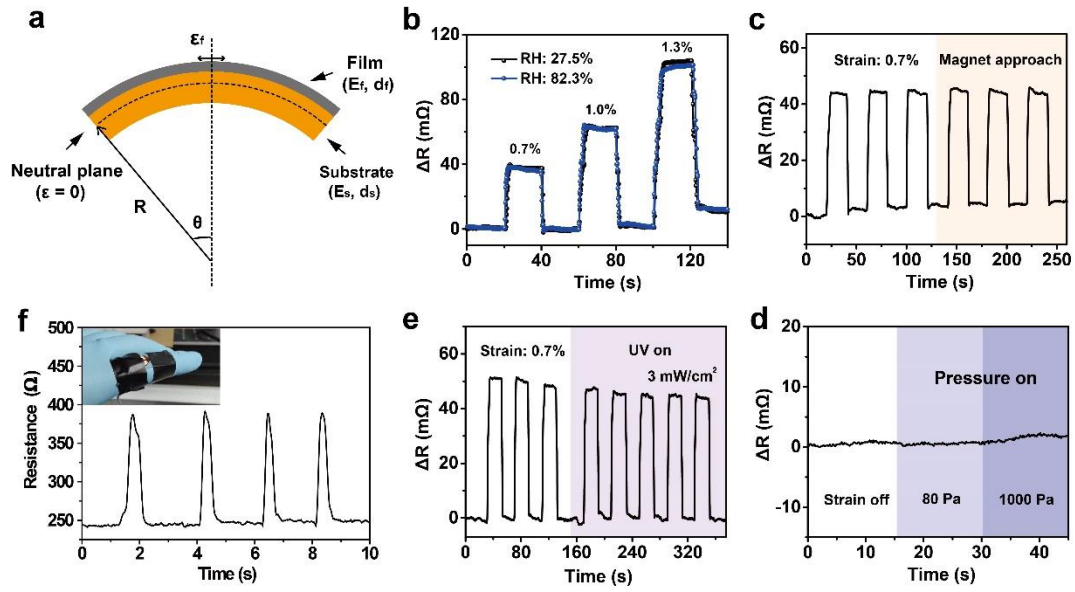 a
εf
Film
(Ef, df)
Neutral plane
(ε = 0)
Substrate
(Es, ds)
R
θ
b
RH: 27.5%
RH: 82.3%
0.7%
1.0%
1.3%
120
80
40
0
ΔR (mΩ)
0
40
80
120
Time (s)
c
Strain: 0.7%
Magnet approach
60
40
20
0
ΔR (mΩ)
0
50
100
150
200
250
Time (s)
f
500
450
400
350
300
250
Resistance (Ω)
0
2
4
6
8
10
Time (s)
e
Strain: 0.7%
UV on
3 mW/cm²
60
40
20
0
ΔR (mΩ)
0
80
160
240
320
Time (s)
d
Pressure on
Strain off
80 Pa
1000 Pa
20
10
0
-10
ΔR (mΩ)
0
10
20
30
40
Time (s)